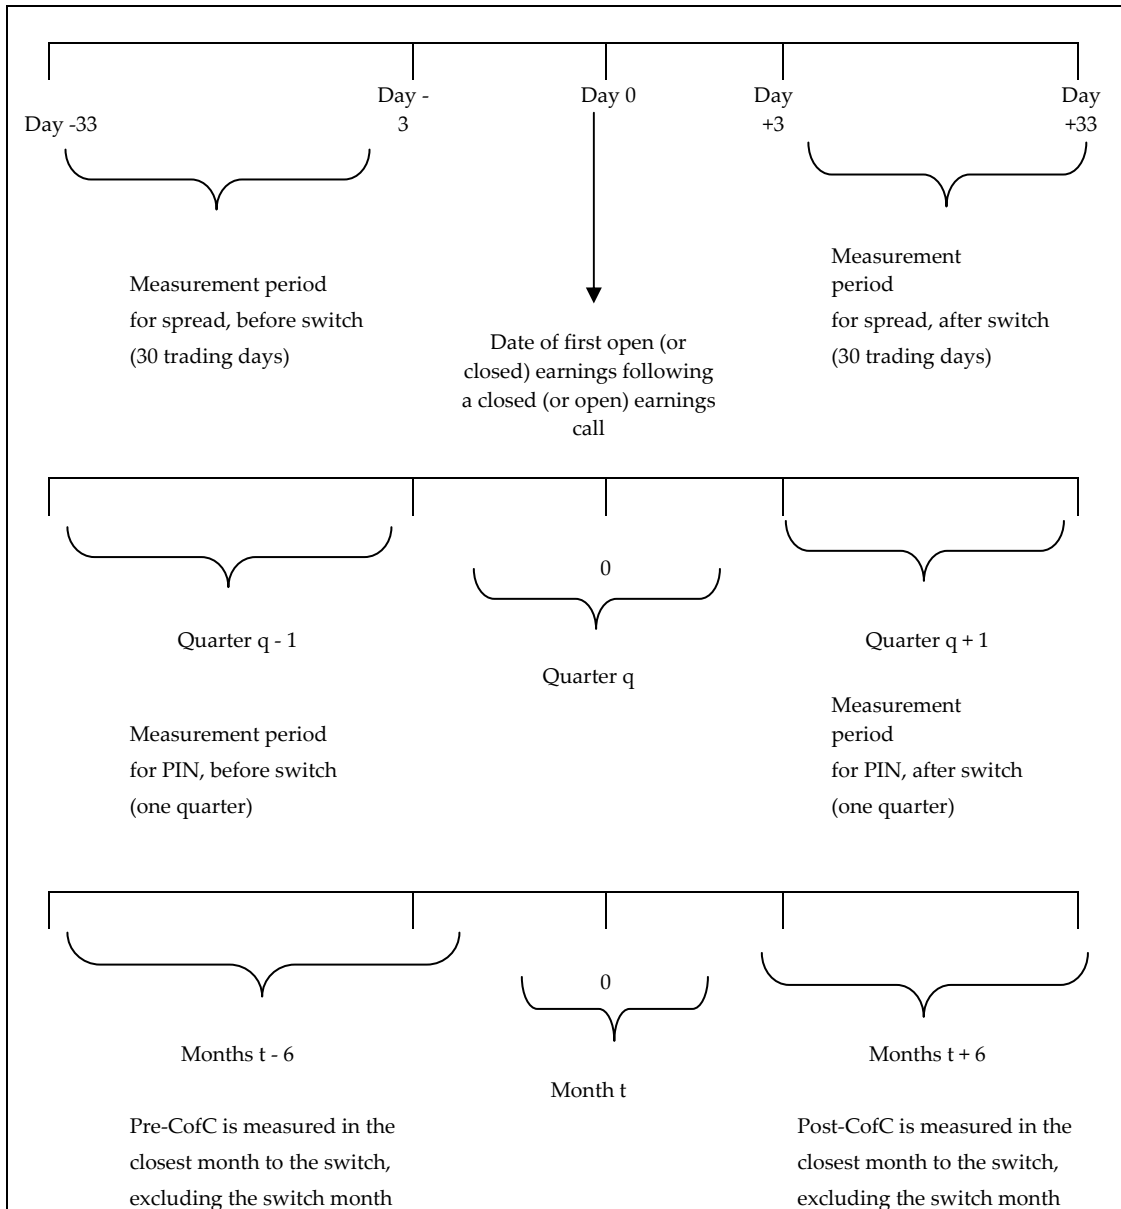 Day -33
Day -
3
Day 0
Day
+3
Day
+33
Measurement period
for spread, before switch
(30 trading days)
Date of first open (or
closed) earnings following
a closed (or open) earnings
call
Measurement
period
for spread, after switch
(30 trading days)
0
Quarter q - 1
Quarter q
Quarter q + 1
Measurement period
for PIN, before switch
(one quarter)
Measurement
period
for PIN, after switch
(one quarter)
0
Months t - 6
Month t
Months t + 6
Pre-CofC is measured in the
closest month to the switch,
excluding the switch month
Post-CofC is measured in the
closest month to the switch,
excluding the switch month